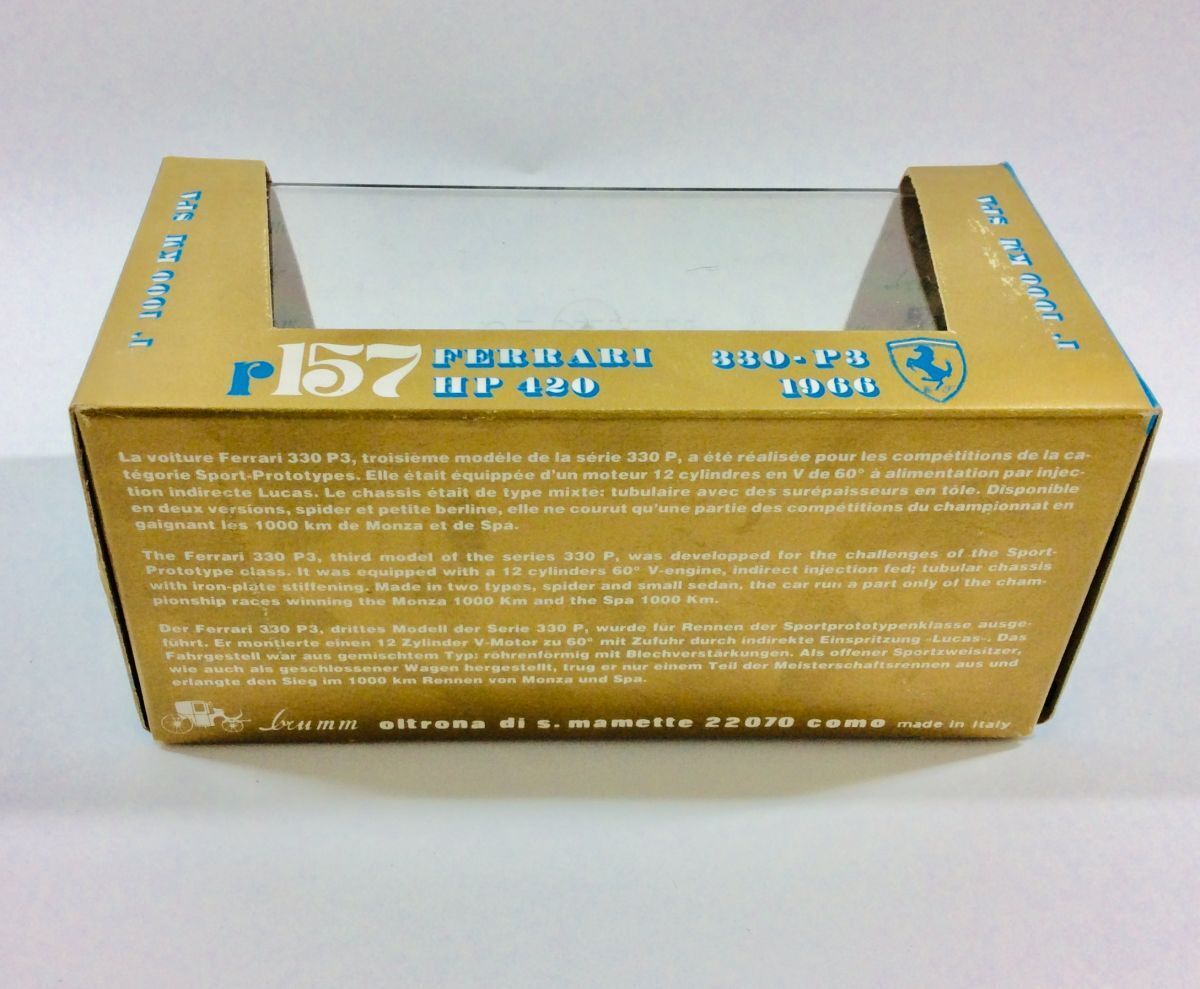 1° 1000 KM SPA
1° 1000 KM SPA
r157 FERRARI 330-P3
HP 420 1966
La voiture Ferrari 330 P3, troisième modèle de la série 330 P, a été réalisée pour les compétitions de la ca-
tégorie Sport-Prototypes. Elle était équippée d'un moteur 12 cylindres en V de 60° à alimentation par injec-
tion indirecte Lucas. Le chassis était de type mixte: tubulaire avec des surépaisseurs en tôle. Disponible
en deux versions, spider et petite berline, elle ne courut qu'une partie des compétitions du championnat en
gaignant les 1000 km de Monza et de Spa.
The Ferrari 330 P3, third model of the series 330 P, was developped for the challenges of the Sport-
Prototype class. It was equipped with a 12 cylinders 60° V-engine, indirect injection fed; tubular chassis
with iron-plate stiffening. Made in two types, spider and small sedan, the car run a part only of the cham-
pionship races winning the Monza 1000 Km and the Spa 1000 Km.
Der Ferrari 330 P3, drittes Modell der Serie 330 P, wurde für Rennen der Sportprototypenklasse ausge-
führt. Er montierte einen 12 Zylinder V-Motor zu 60° mit Zufuhr durch indirekte Einspritzung -Lucas-. Das
Fahrgestell war aus gemischtem Typ: röhrenförmig mit Blechverstärkungen. Als offener Sportzweisitzer,
wie auch als geschlossener Wagen hergestellt, trug er nur einem Teil der Meisterschaftsrennen aus und
erlangte den Sieg im 1000 km Rennen von Monza und Spa.
brumm oltrona di s. mamette 22070 como made in Italy